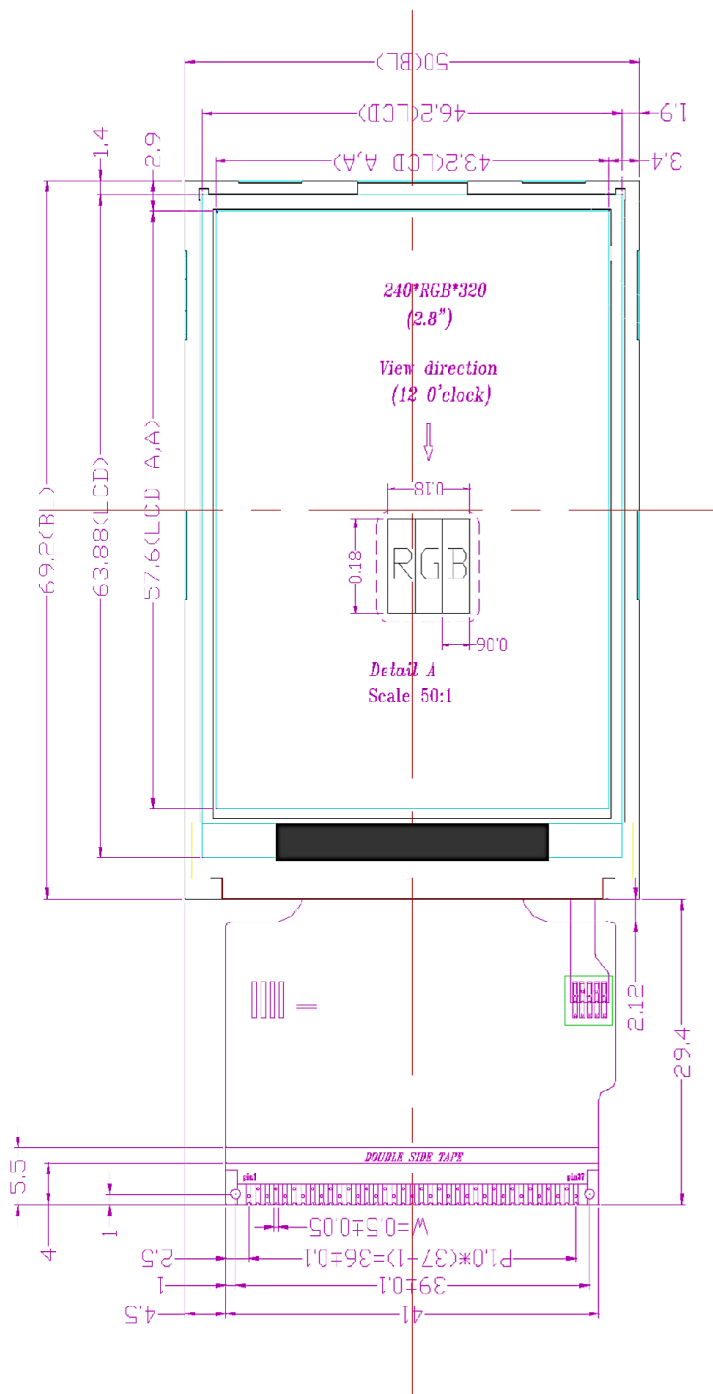 50(BL)
46.2(LCD)
1.9
43.2(LCD A,A)
3.4
1.4
2.9
240*RGB*320
(2.8")
View direction
(12 0'clock)
0.18
0.18
RGB
0.06
Detail A
Scale 50:1
69.2(B )
63.88(LCD)
57.6(LCD A,A)
2.12
29.4
DOUBLE SIDE TAPE
pin1
pin37
5.5
4
1
W=0.5±0.05
2.5
P1.0*(37-1)=36±0.1
1
39±0.1
4.5
41